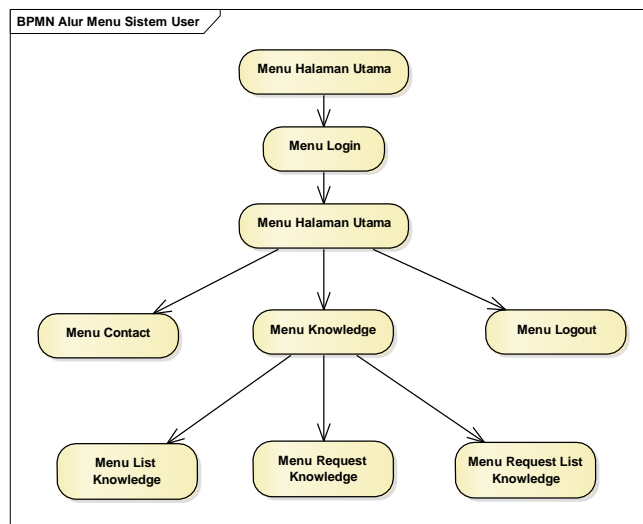 BPMN Alur Menu Sistem User
Menu Halaman Utama
Menu Login
Menu Halaman Utama
Menu Contact
Menu Knowledge
Menu Logout
Menu List
Knowledge
Menu Request
Knowledge
Menu Request List
Knowledge